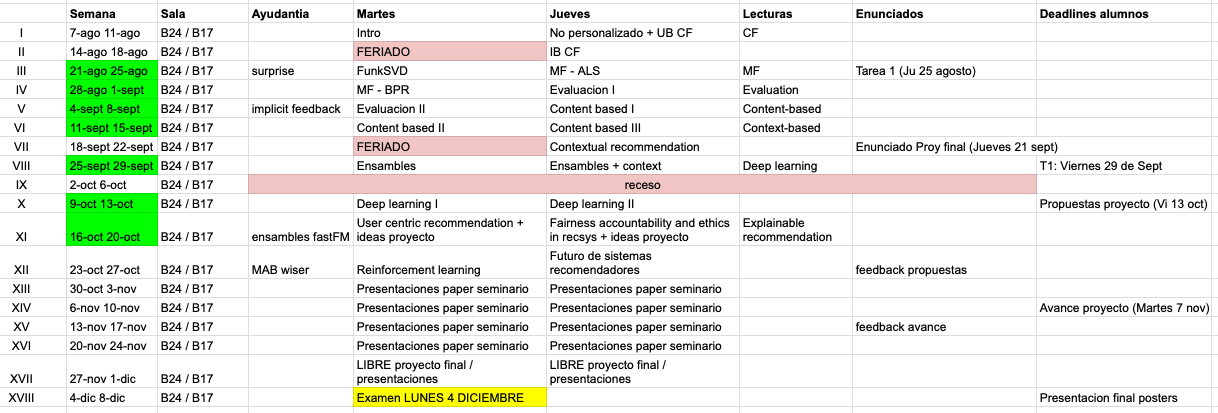 Semana Sala Ayudantia Martes Jueves Lecturas Enunciados Deadlines alumnos
I 7-ago 11-ago B24 / B17 Intro No personalizado + UB CF CF
II 14-ago 18-ago B24 / B17 FERIADO IB CF
III 21-ago 25-ago B24 / B17 surprise FunkSVD MF - ALS MF Tarea 1 (Ju 25 agosto)
IV 28-ago 1-sept B24 / B17 MF - BPR Evaluacion I Evaluation
V 4-sept 8-sept B24 / B17 implicit feedback Evaluacion II Content based I Content-based
VI 11-sept 15-sept B24 / B17 Content based II Content based III Context-based
VII 18-sept 22-sept B24 / B17 FERIADO Contextual recommendation Enunciado Proy final (Jueves 21 sept)
VIII 25-sept 29-sept B24 / B17 Ensambles Ensambles + context Deep learning T1: Viernes 29 de Sept
IX 2-oct 6-oct B24 / B17 receso
X 9-oct 13-oct B24 / B17 Deep learning I Deep learning II Propuestas proyecto (Vi 13 oct)
User centric recommendation + Fairness accountability and ethics Explainable
XI 16-oct 20-oct B24 / B17 ensambles fastFM ideas proyecto in recsys + ideas proyecto recommendation
Futuro de sistemas
XII 23-oct 27-oct B24 / B17 MAB wiser Reinforcement learning recomendadores feedback propuestas
XIII 30-oct 3-nov B24 / B17 Presentaciones paper seminario Presentaciones paper seminario
XIV 6-nov 10-nov B24 / B17 Presentaciones paper seminario Presentaciones paper seminario Avance proyecto (Martes 7 nov)
XV 13-nov 17-nov B24 / B17 Presentaciones paper seminario Presentaciones paper seminario feedback avance
XVI 20-nov 24-nov B24 / B17 Presentaciones paper seminario Presentaciones paper seminario
LIBRE proyecto final / LIBRE proyecto final /
XVII 27-nov 1-dic B24 / B17 presentaciones presentaciones
XVIII 4-dic 8-dic B24 / B17 Examen LUNES 4 DICIEMBRE Presentacion final posters